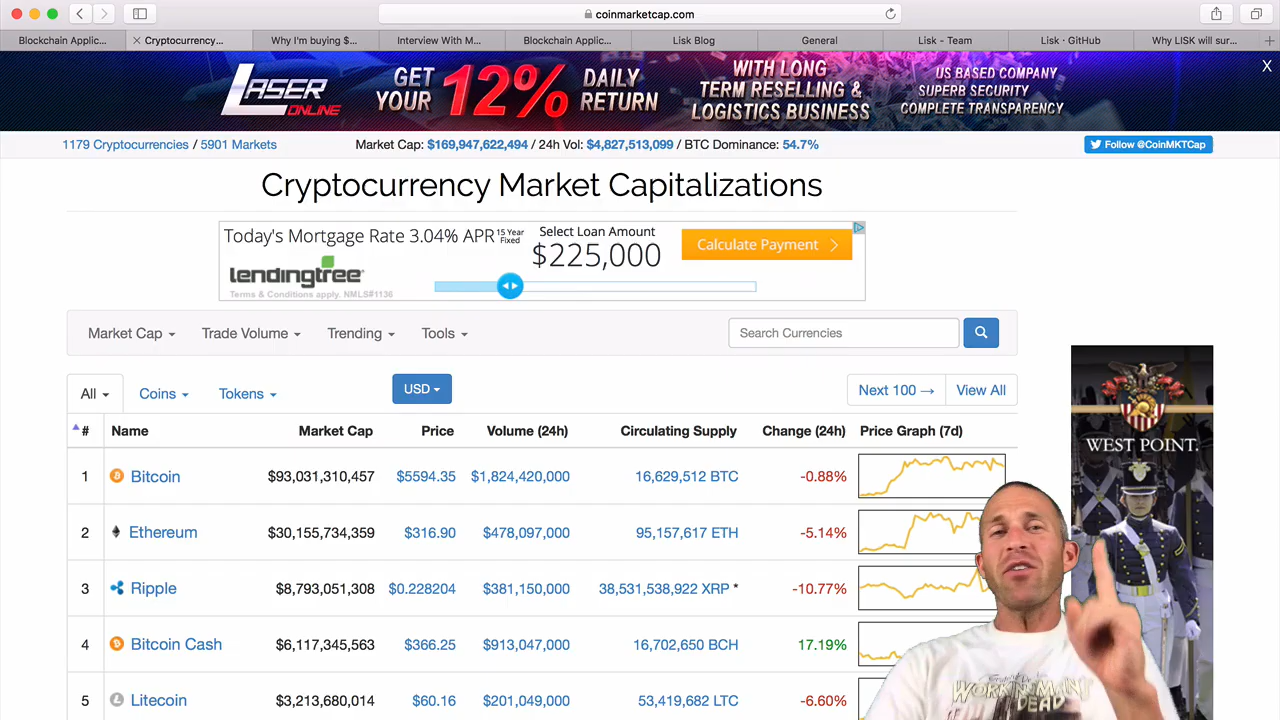 coinmarketcap.com
Blockchain Applic...
Cryptocurrency...
Why I'm buying $...
Interview With M...
Blockchain Applic...
Lisk Blog
General
Lisk - Team
Lisk · GitHub
Why LISK will sur...
LASER ONLINE
GET YOUR 12% DAILY RETURN
WITH LONG TERM RESELLING & LOGISTICS BUSINESS
US BASED COMPANY
SUPERB SECURITY
COMPLETE TRANSPARENCY
X
1179 Cryptocurrencies / 5901 Markets
Market Cap: $169,947,622,494 / 24h Vol: $4,827,513,099 / BTC Dominance: 54.7%
Follow @CoinMKTCap
Cryptocurrency Market Capitalizations
Today's Mortgage Rate 3.04% APR 15 Year Fixed
lendingtree
Terms & Conditions apply. NMLS#1136
Select Loan Amount
$225,000
Calculate Payment
Market Cap
Trade Volume
Trending
Tools
Search Currencies
All
Coins
Tokens
USD
Next 100 →
View All
# Name Market Cap Price Volume (24h) Circulating Supply Change (24h) Price Graph (7d)
1 Bitcoin $93,031,310,457 $5594.35 $1,824,420,000 16,629,512 BTC -0.88%
2 Ethereum $30,155,734,359 $316.90 $478,097,000 95,157,617 ETH -5.14%
3 Ripple $8,793,051,308 $0.228204 $381,150,000 38,531,538,922 XRP * -10.77%
4 Bitcoin Cash $6,117,345,563 $366.25 $913,047,000 16,702,650 BCH 17.19%
5 Litecoin $3,213,680,014 $60.16 $201,049,000 53,419,682 LTC -6.60%
WEST POINT.
DEAD